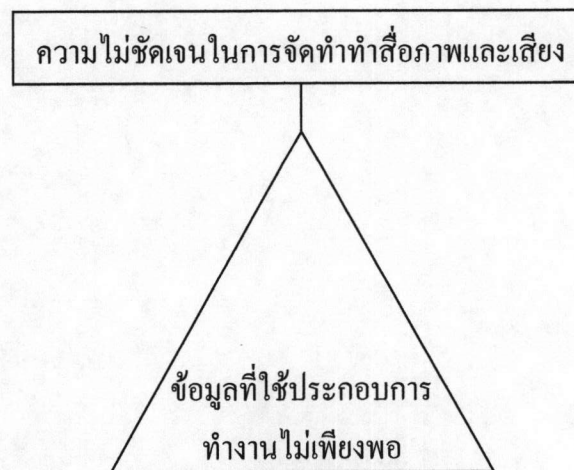 ความไม่ชัดเจนในการจัดทำทำสื่อภาพและเสียง
ข้อมูลที่ใช้ประกอบการ
ทำงานไม่เพียงพอ